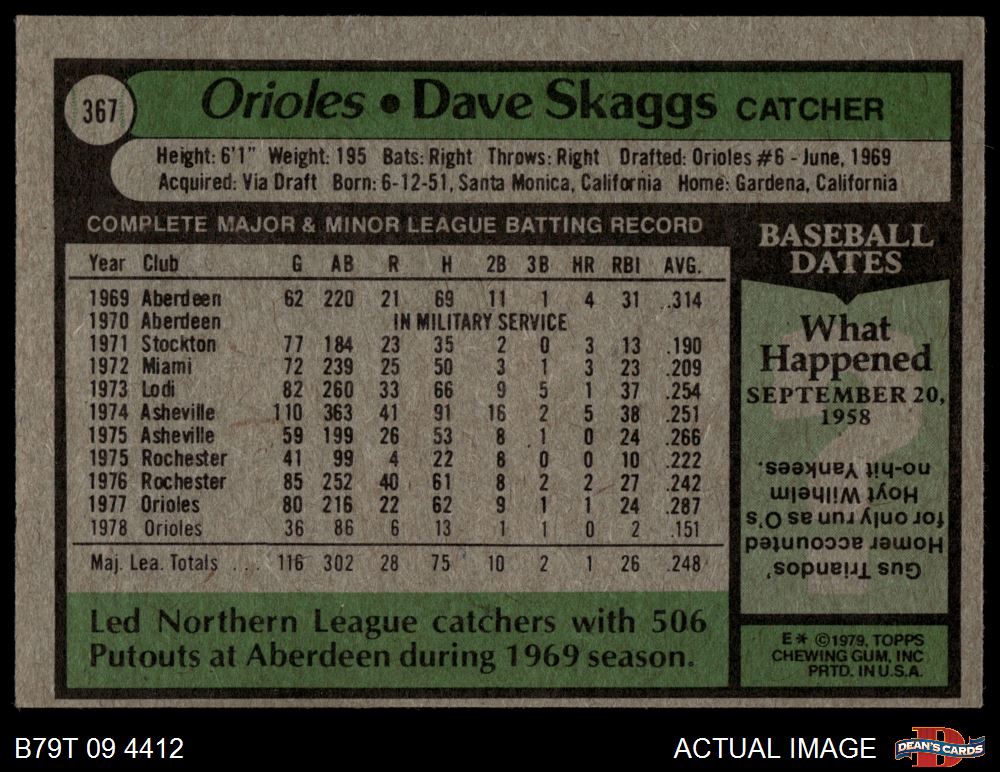 367
Orioles • Dave Skaggs CATCHER
Height: 6'1" Weight: 195 Bats: Right Throws: Right Drafted: Orioles #6 - June, 1969
Acquired: Via Draft Born: 6-12-51, Santa Monica, California Home: Gardena, California
COMPLETE MAJOR & MINOR LEAGUE BATTING RECORD
Year Club G AB R H 2B 3B HR RBI AVG.
1969 Aberdeen 62 220 21 69 11 1 4 31 .314
1970 Aberdeen IN MILITARY SERVICE
1971 Stockton 77 184 23 35 2 0 3 13 .190
1972 Miami 72 239 25 50 3 1 3 23 .209
1973 Lodi 82 260 33 66 9 5 1 37 .254
1974 Asheville 110 363 41 91 16 2 5 38 .251
1975 Asheville 59 199 26 53 8 1 0 24 .266
1975 Rochester 41 99 4 22 8 0 0 10 .222
1976 Rochester 85 252 40 61 8 2 2 27 .242
1977 Orioles 80 216 22 62 9 1 1 24 .287
1978 Orioles 36 86 6 13 1 1 0 2 .151
Maj. Lea. Totals ... 116 302 28 75 10 2 1 26 .248
Led Northern League catchers with 506
Putouts at Aberdeen during 1969 season.
BASEBALL
DATES
What
Happened
SEPTEMBER 20,
1958
Gus Triandos'
Homer accounted
for only run as O's
Hoyt Wilhelm
no-hit Yankees.
E* ©1979, TOPPS
CHEWING GUM, INC
PRTD. IN U.S.A.
B79T 09 4412
ACTUAL IMAGE
D
DEAN'S CARDS